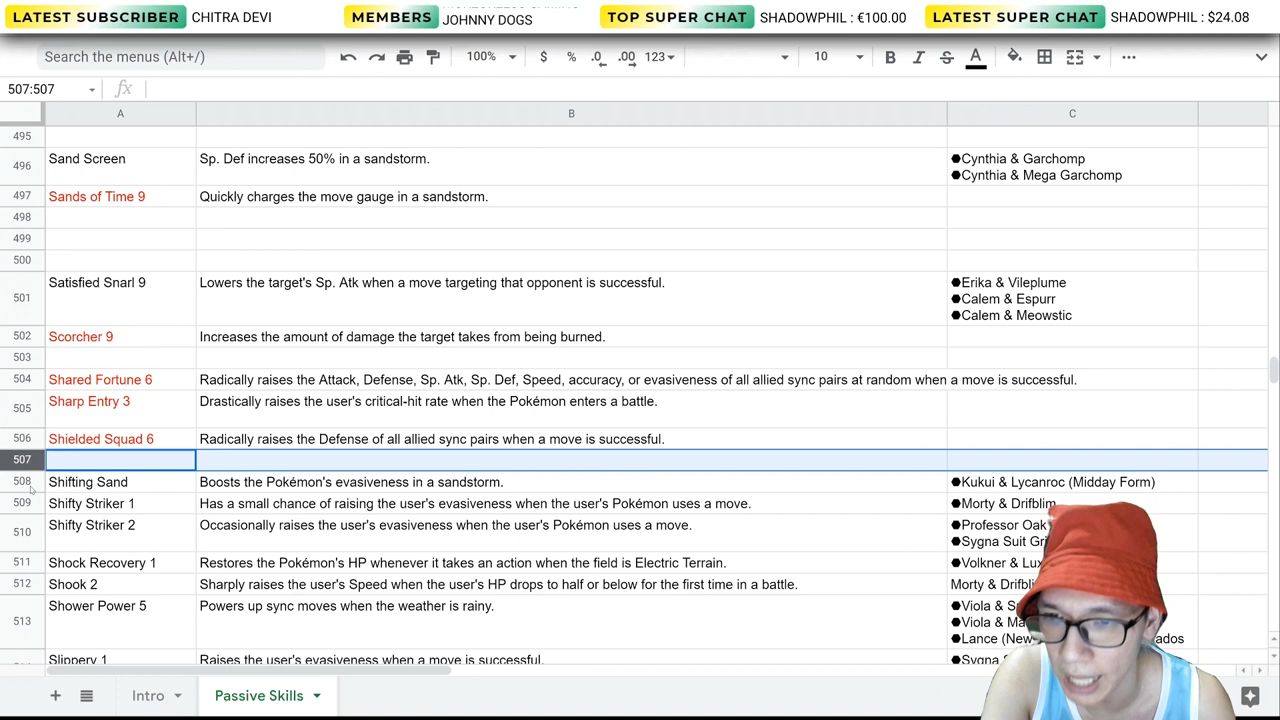 LATEST SUBSCRIBER CHITRA DEVI
MEMBERS JOHNNY DOGS
TOP SUPER CHAT SHADOWPHIL : €100.00
LATEST SUPER CHAT SHADOWPHIL : $24.08
Search the menus (Alt+/)
100% $ % .0 .00 123 10 B I S A
507:507 fx
A B C
495
496 Sand Screen Sp. Def increases 50% in a sandstorm. ●Cynthia & Garchomp
●Cynthia & Mega Garchomp
497 Sands of Time 9 Quickly charges the move gauge in a sandstorm.
498
499
500
501 Satisfied Snarl 9 Lowers the target's Sp. Atk when a move targeting that opponent is successful. ●Erika & Vileplume
●Calem & Espurr
●Calem & Meowstic
502 Scorcher 9 Increases the amount of damage the target takes from being burned.
503
504 Shared Fortune 6 Radically raises the Attack, Defense, Sp. Atk, Sp. Def, Speed, accuracy, or evasiveness of all allied sync pairs at random when a move is successful.
505 Sharp Entry 3 Drastically raises the user's critical-hit rate when the Pokémon enters a battle.
506 Shielded Squad 6 Radically raises the Defense of all allied sync pairs when a move is successful.
507
508 Shifting Sand Boosts the Pokémon's evasiveness in a sandstorm. ●Kukui & Lycanroc (Midday Form)
509 Shifty Striker 1 Has a small chance of raising the user's evasiveness when the user's Pokémon uses a move. ●Morty & Drifblim
510 Shifty Striker 2 Occasionally raises the user's evasiveness when the user's Pokémon uses a move. ●Professor Oak
●Sygna Suit
511 Shock Recovery 1 Restores the Pokémon's HP whenever it takes an action when the field is Electric Terrain. ●Volkner &
512 Shook 2 Sharply raises the user's Speed when the user's HP drops to half or below for the first time in a battle. Morty &
513 Shower Power 5 Powers up sync moves when the weather is rainy. ●Viola &
●Viola &
●Lance
Slippery 1 Raises the user's evasiveness when a move is successful.
Intro Passive Skills